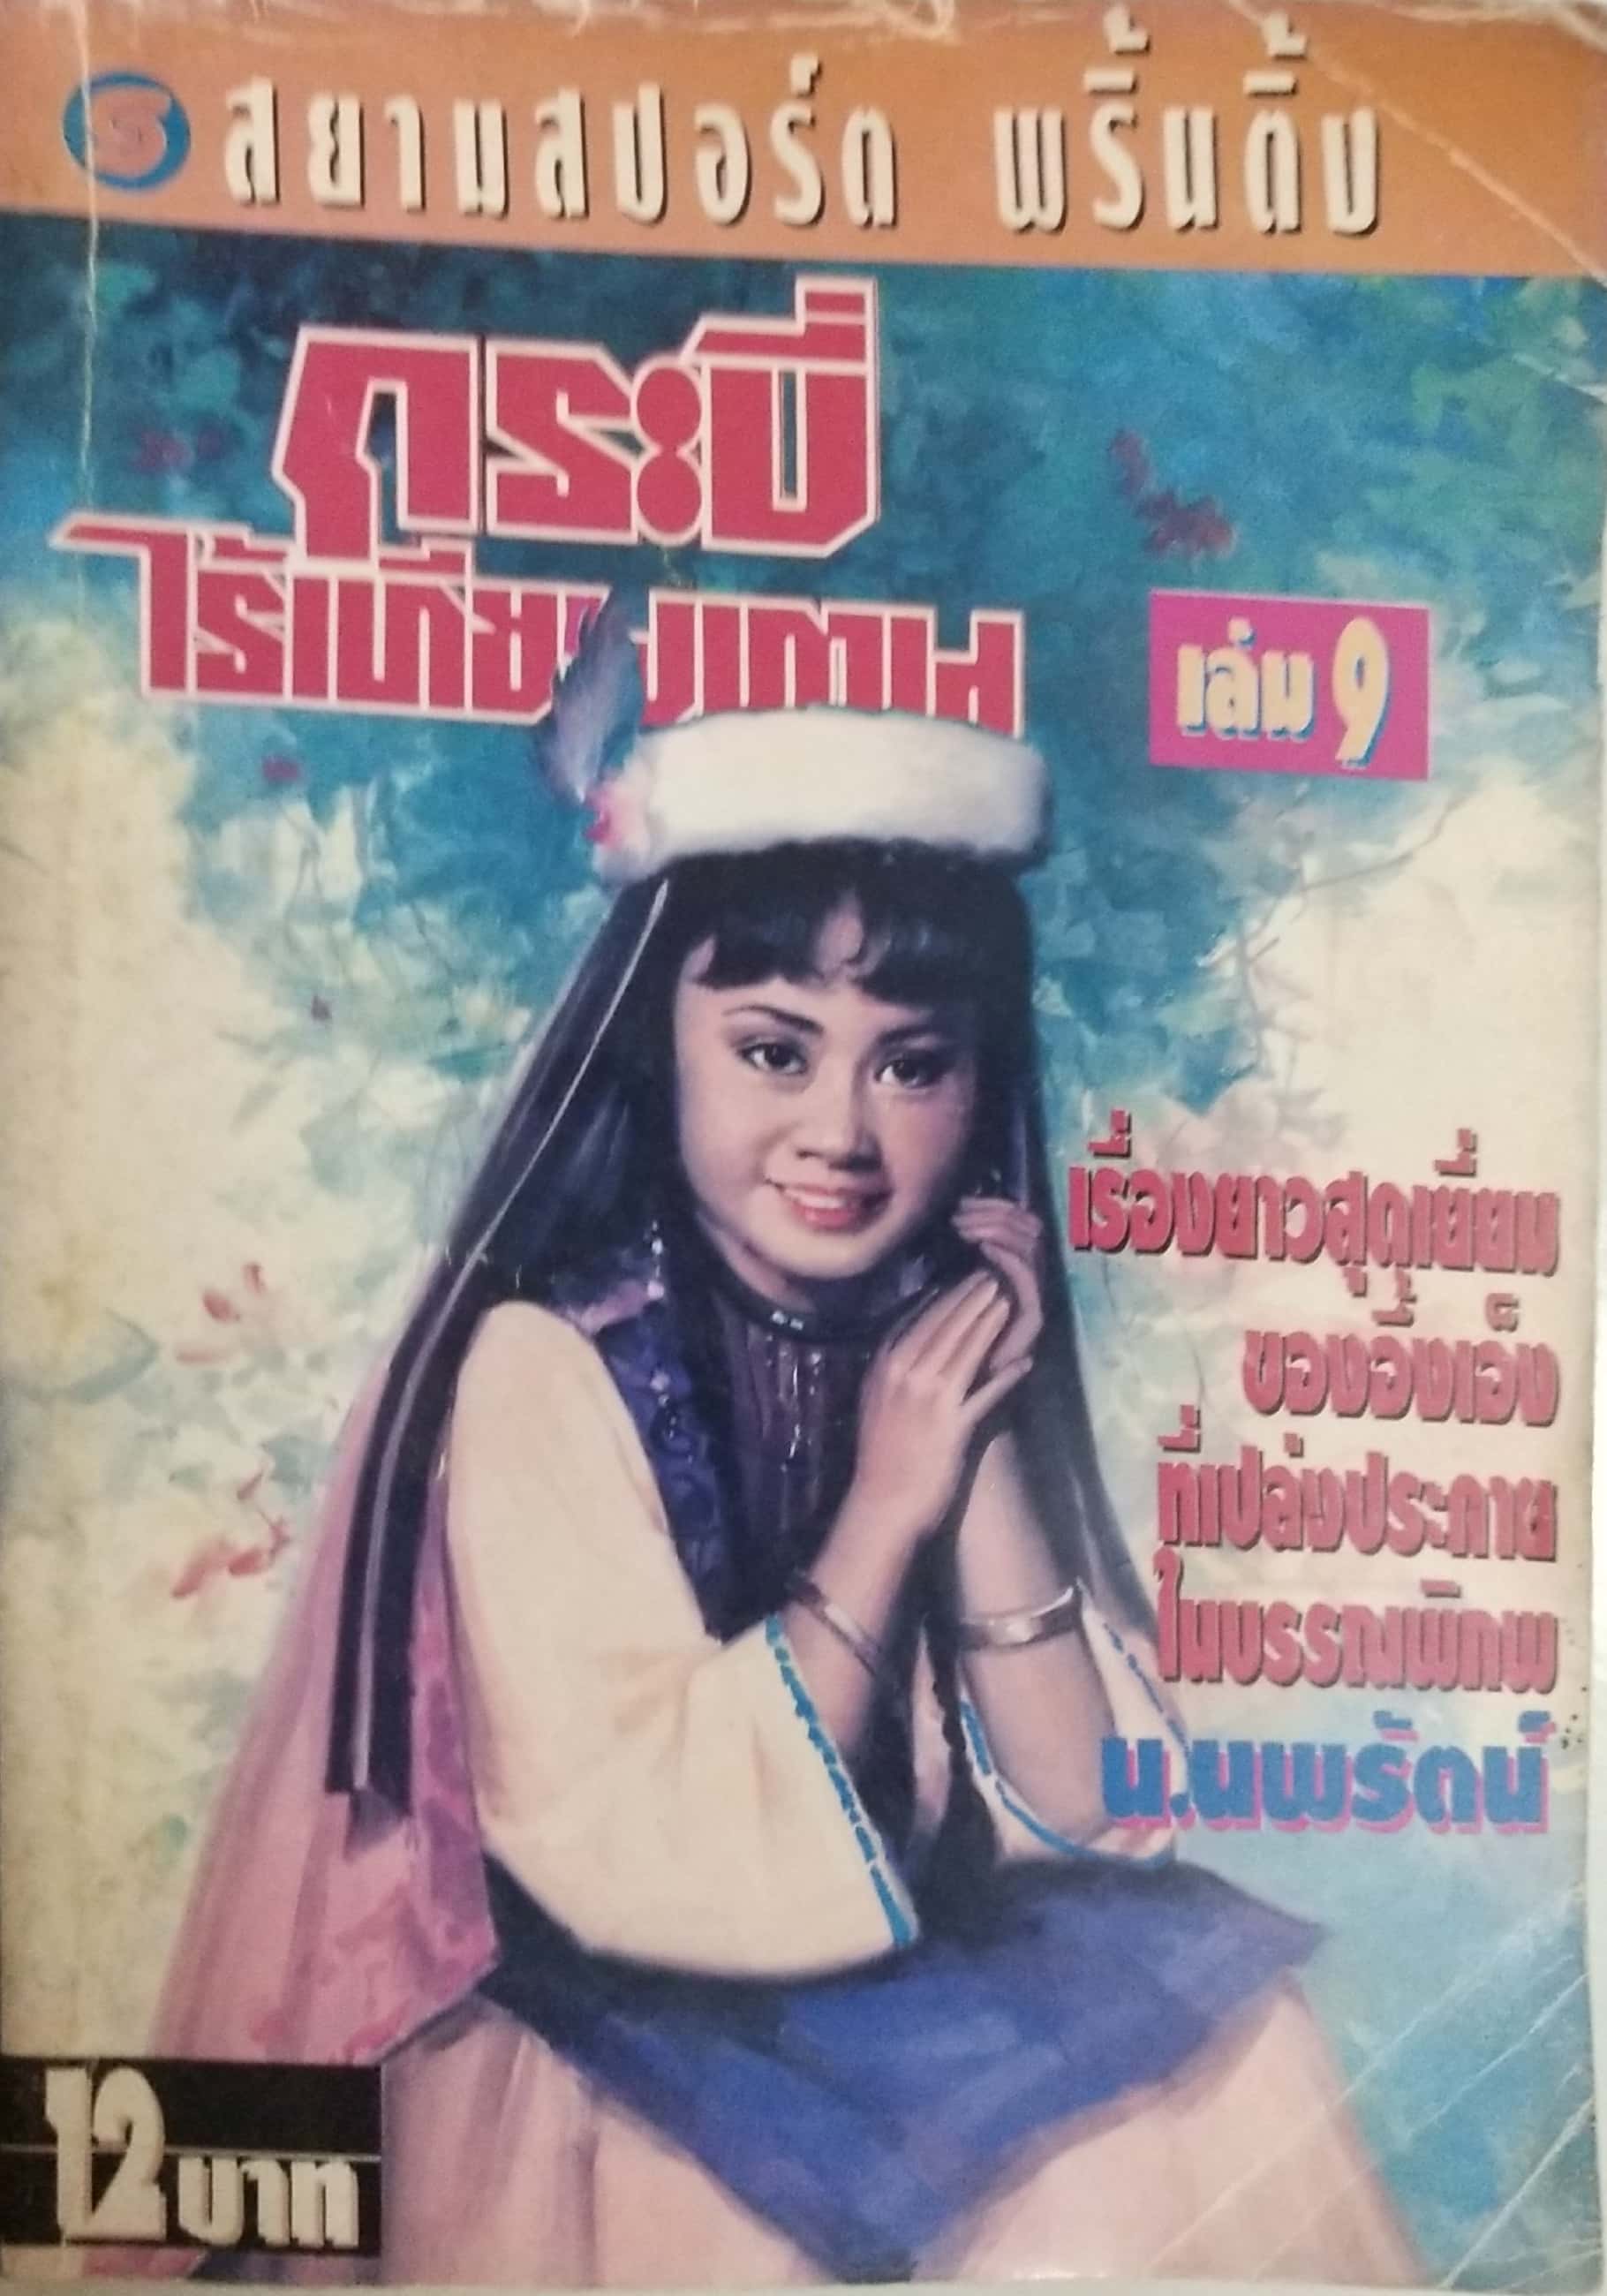 สยามสปอร์ต พริ้นติ้ง
กระบี่
ไร้เทียมทาน
เล่ม 9
เรื่องยาวสุดเยี่ยม
ของอึ้งเอ็ง
ที่เปล่งประกาย
ในบรรณพิภพ
น.นพรัตน์
12 บาท